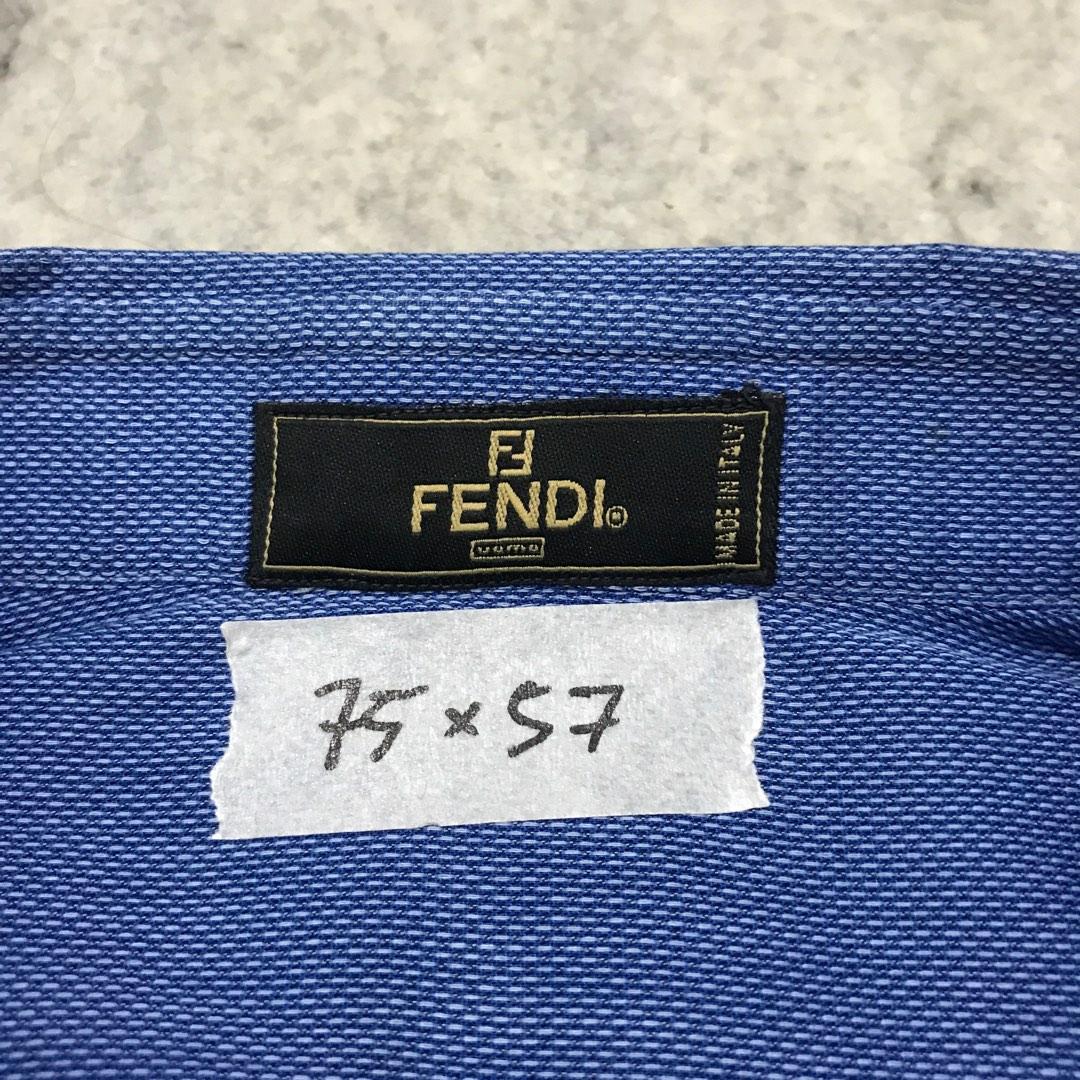 FF
FENDI®
uomo
MADE IN ITALY
75 x 57